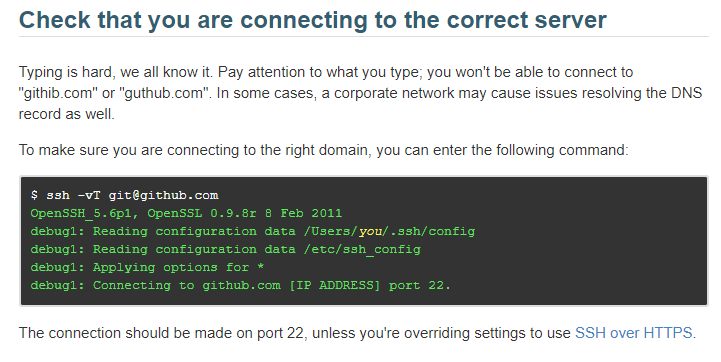 Check that you are connecting to the correct server
Typing is hard, we all know it. Pay attention to what you type; you won't be able to connect to
"githib.com" or "guthub.com". In some cases, a corporate network may cause issues resolving the DNS
record as well.
To make sure you are connecting to the right domain, you can enter the following command:
$ ssh -vT git@github.com
OpenSSH_5.6p1, OpenSSL 0.9.8r 8 Feb 2011
debug1: Reading configuration data /Users/you/.ssh/config
debug1: Reading configuration data /etc/ssh_config
debug1: Applying options for *
debug1: Connecting to github.com [IP ADDRESS] port 22.
The connection should be made on port 22, unless you're overriding settings to use SSH over HTTPS.